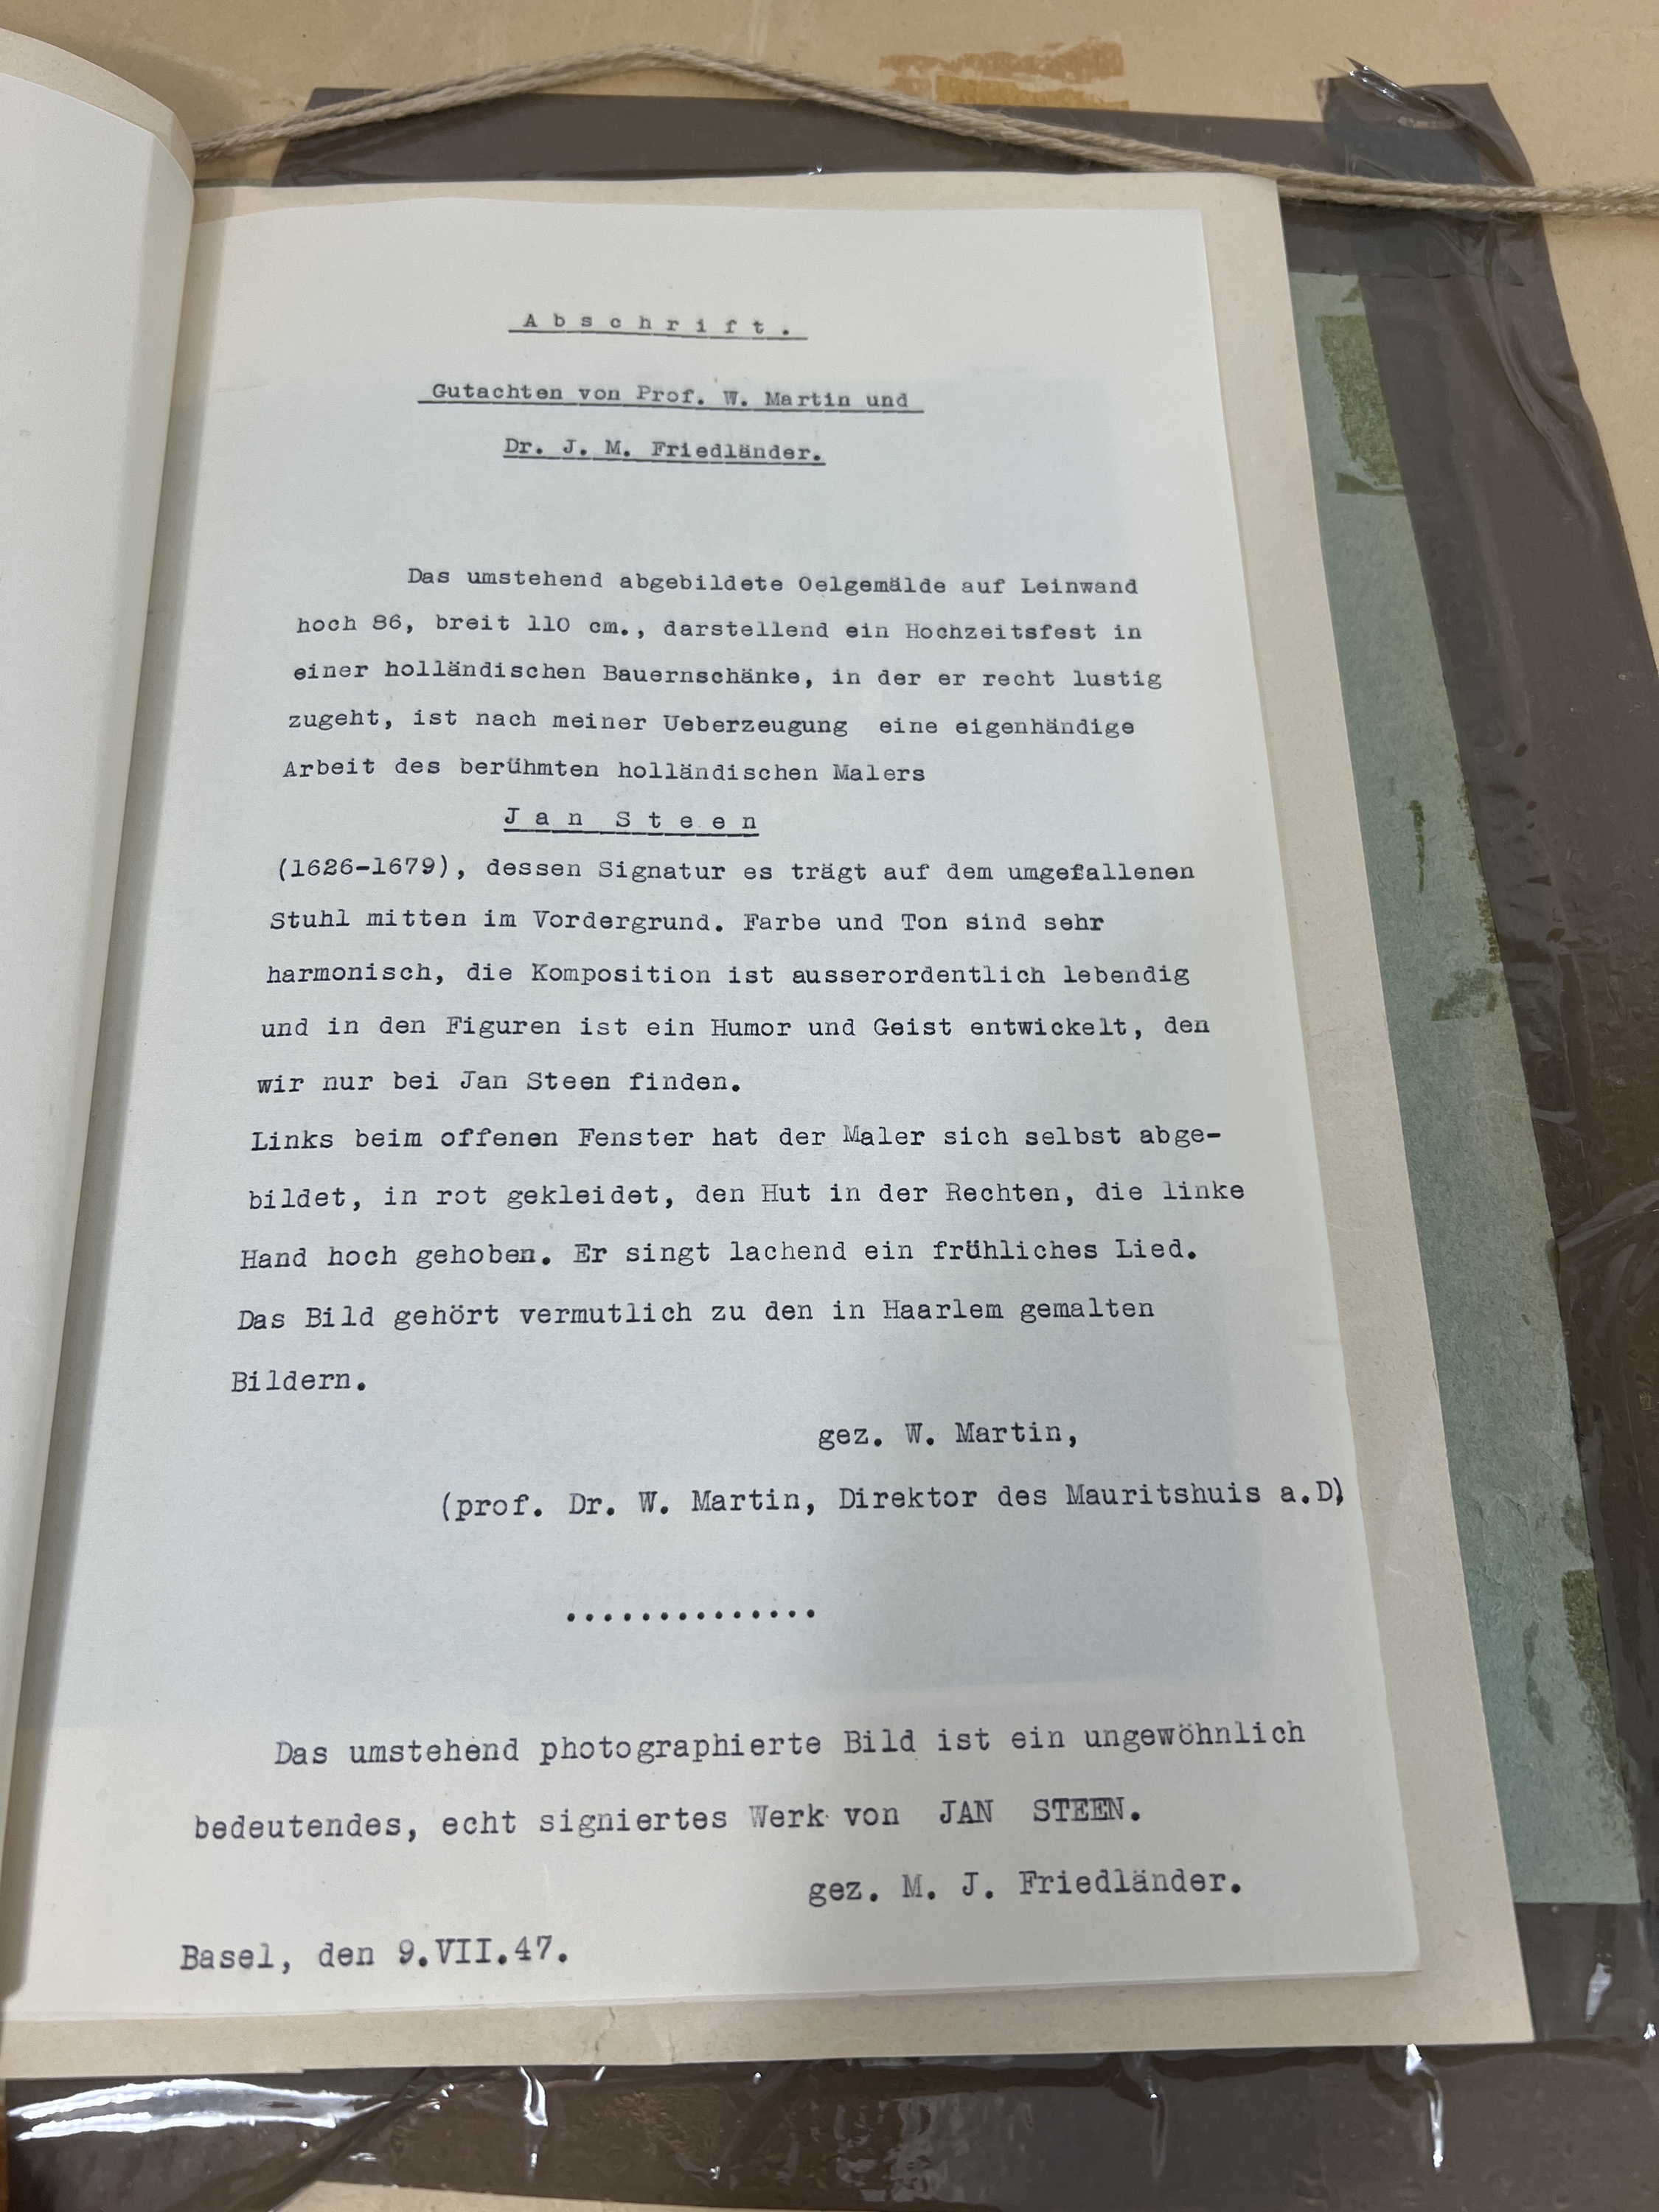 A b s c h r i f t .
Gutachten von Prof. W. Martin und
Dr. J. M. Friedländer.
Das umstehend abgebildete Oelgemälde auf Leinwand
hoch 86, breit 110 cm., darstellend ein Hochzeitsfest in
einer holländischen Bauernschänke, in der er recht lustig
zugeht, ist nach meiner Ueberzeugung eine eigenhändige
Arbeit des berühmten holländischen Malers
J a n S t e e n
(1626-1679), dessen Signatur es trägt auf dem umgefallenen
Stuhl mitten im Vordergrund. Farbe und Ton sind sehr
harmonisch, die Komposition ist ausserordentlich lebendig
und in den Figuren ist ein Humor und Geist entwickelt, den
wir nur bei Jan Steen finden.
Links beim offenen Fenster hat der Maler sich selbst abge-
bildet, in rot gekleidet, den Hut in der Rechten, die linke
Hand hoch gehoben. Er singt lachend ein frühliches Lied.
Das Bild gehört vermutlich zu den in Haarlem gemalten
Bildern.
gez. W. Martin,
(prof. Dr. W. Martin, Direktor des Mauritshuis a.D)
..............
Das umstehend photographierte Bild ist ein ungewöhnlich
bedeutendes, echt signiertes Werk von JAN STEEN.
gez. M. J. Friedländer.
Basel, den 9.VII.47.